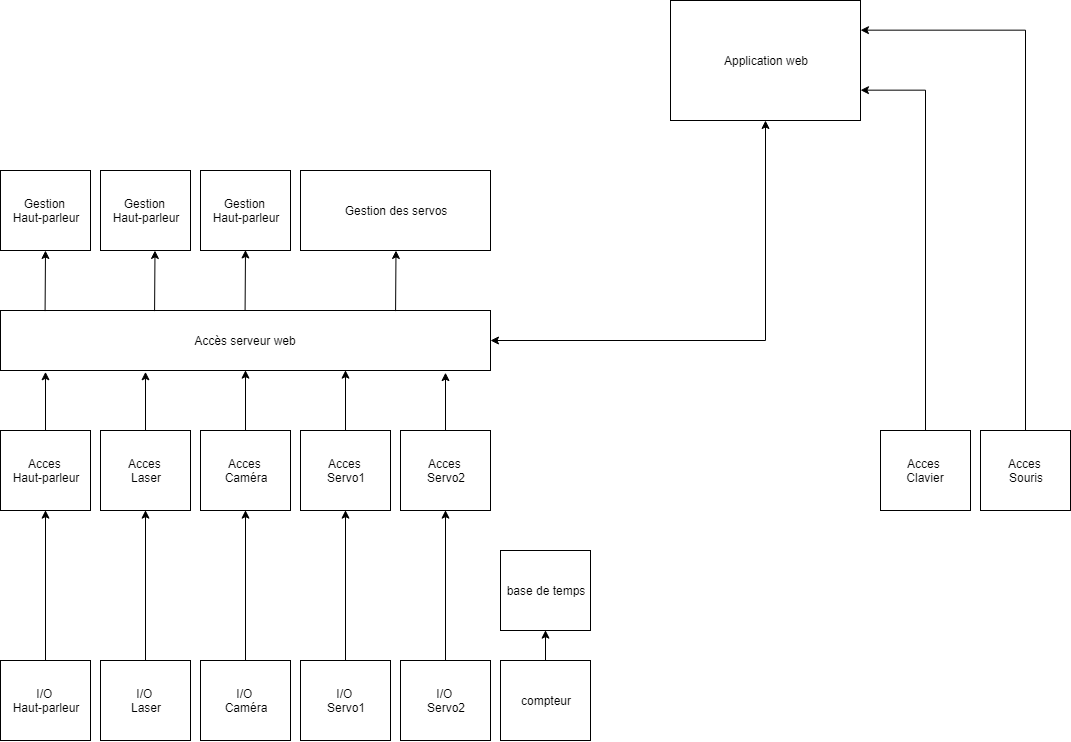 Application web
Gestion
Haut-parleur
Gestion
Haut-parleur
Gestion
Haut-parleur
Gestion des servos
Accès serveur web
Acces
Haut-parleur
Acces
Laser
Acces
Caméra
Acces
Servo1
Acces
Servo2
Acces
Clavier
Acces
Souris
base de temps
I/O
Haut-parleur
I/O
Laser
I/O
Caméra
I/O
Servo1
I/O
Servo2
compteur